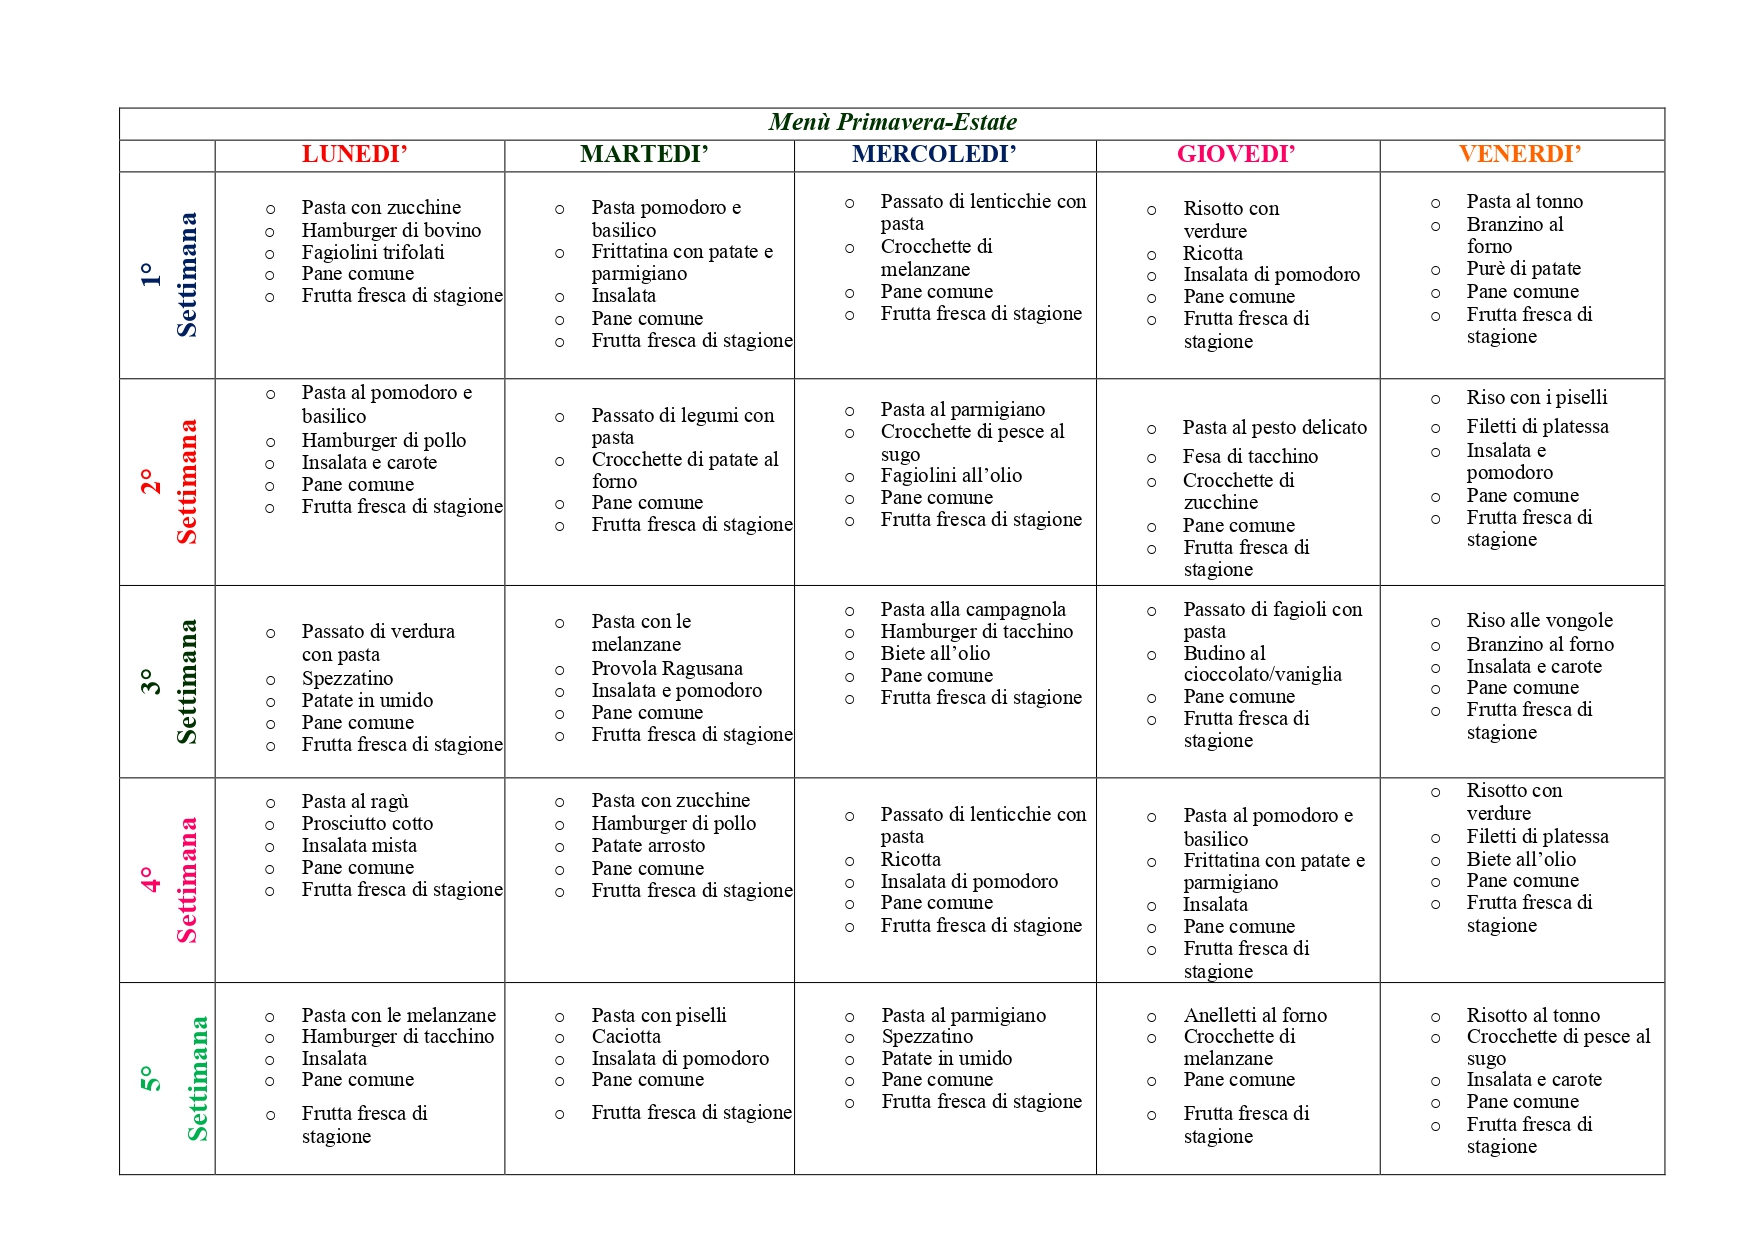 Menù Primavera-Estate
LUNEDI’ MARTEDI’ MERCOLEDI’ GIOVEDI’ VENERDI’
1°
Settimana
o Pasta con zucchine
o Hamburger di bovino
o Fagiolini trifolati
o Pane comune
o Frutta fresca di stagione
o Pasta pomodoro e
basilico
o Frittatina con patate e
parmigiano
o Insalata
o Pane comune
o Frutta fresca di stagione
o Passato di lenticchie con
pasta
o Crocchette di
melanzane
o Pane comune
o Frutta fresca di stagione
o Risotto con
verdure
o Ricotta
o Insalata di pomodoro
o Pane comune
o Frutta fresca di
stagione
o Pasta al tonno
o Branzino al
forno
o Purè di patate
o Pane comune
o Frutta fresca di
stagione
2°
Settimana
o Pasta al pomodoro e
basilico
o Hamburger di pollo
o Insalata e carote
o Pane comune
o Frutta fresca di stagione
o Passato di legumi con
pasta
o Crocchette di patate al
forno
o Pane comune
o Frutta fresca di stagione
o Pasta al parmigiano
o Crocchette di pesce al
sugo
o Fagiolini all’olio
o Pane comune
o Frutta fresca di stagione
o Pasta al pesto delicato
o Fesa di tacchino
o Crocchette di
zucchine
o Pane comune
o Frutta fresca di
stagione
o Riso con i piselli
o Filetti di platessa
o Insalata e
pomodoro
o Pane comune
o Frutta fresca di
stagione
3°
Settimana
o Passato di verdura
con pasta
o Spezzatino
o Patate in umido
o Pane comune
o Frutta fresca di stagione
o Pasta con le
melanzane
o Provola Ragusana
o Insalata e pomodoro
o Pane comune
o Frutta fresca di stagione
o Pasta alla campagnola
o Hamburger di tacchino
o Biete all’olio
o Pane comune
o Frutta fresca di stagione
o Passato di fagioli con
pasta
o Budino al
cioccolato/vaniglia
o Pane comune
o Frutta fresca di
stagione
o Riso alle vongole
o Branzino al forno
o Insalata e carote
o Pane comune
o Frutta fresca di
stagione
4°
Settimana
o Pasta al ragù
o Prosciutto cotto
o Insalata mista
o Pane comune
o Frutta fresca di stagione
o Pasta con zucchine
o Hamburger di pollo
o Patate arrosto
o Pane comune
o Frutta fresca di stagione
o Passato di lenticchie con
pasta
o Ricotta
o Insalata di pomodoro
o Pane comune
o Frutta fresca di stagione
o Pasta al pomodoro e
basilico
o Frittatina con patate e
parmigiano
o Insalata
o Pane comune
o Frutta fresca di
stagione
o Risotto con
verdure
o Filetti di platessa
o Biete all’olio
o Pane comune
o Frutta fresca di
stagione
5°
Settimana
o Pasta con le melanzane
o Hamburger di tacchino
o Insalata
o Pane comune
o Frutta fresca di
stagione
o Pasta con piselli
o Caciotta
o Insalata di pomodoro
o Pane comune
o Frutta fresca di stagione
o Pasta al parmigiano
o Spezzatino
o Patate in umido
o Pane comune
o Frutta fresca di stagione
o Anelletti al forno
o Crocchette di
melanzane
o Pane comune
o Frutta fresca di
stagione
o Risotto al tonno
o Crocchette di pesce al
sugo
o Insalata e carote
o Pane comune
o Frutta fresca di
stagione